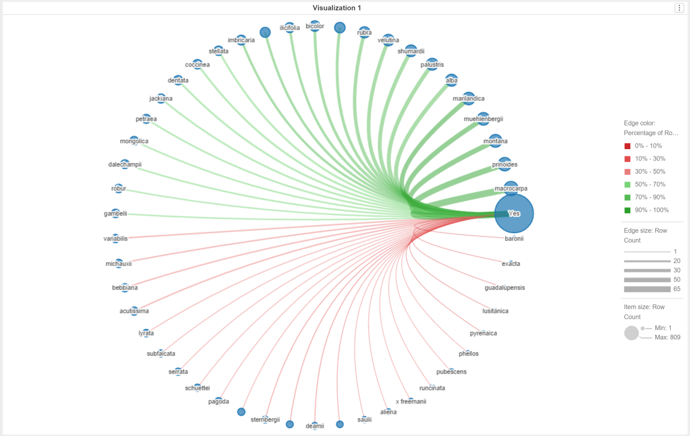 Visualization 1
ilicifolia
bicolor
rubra
velutina
shumardii
palustris
alba
marilandica
muehlenbergii
montana
prinoides
macrocarpa
Yes
imbricaria
stellata
coccinea
dentata
jackiana
petraea
mongolica
dalechampii
robur
gambelii
variabilis
michauxii
bebbiana
acutissima
lyrata
subfalcata
serrata
schuettei
pagoda
sternbergii
deamii
saulii
aliena
x freemanii
runcinata
pubescens
phellos
pyrenaica
lusitanica
guadalupensis
exacta
baronii
Edge color:
Percentage of Ro...
0% - 10%
10% - 30%
30% - 50%
50% - 70%
70% - 90%
90% - 100%
Edge size: Row
Count
1
20
30
50
65
Item size: Row
Count
Min: 1
Max: 809